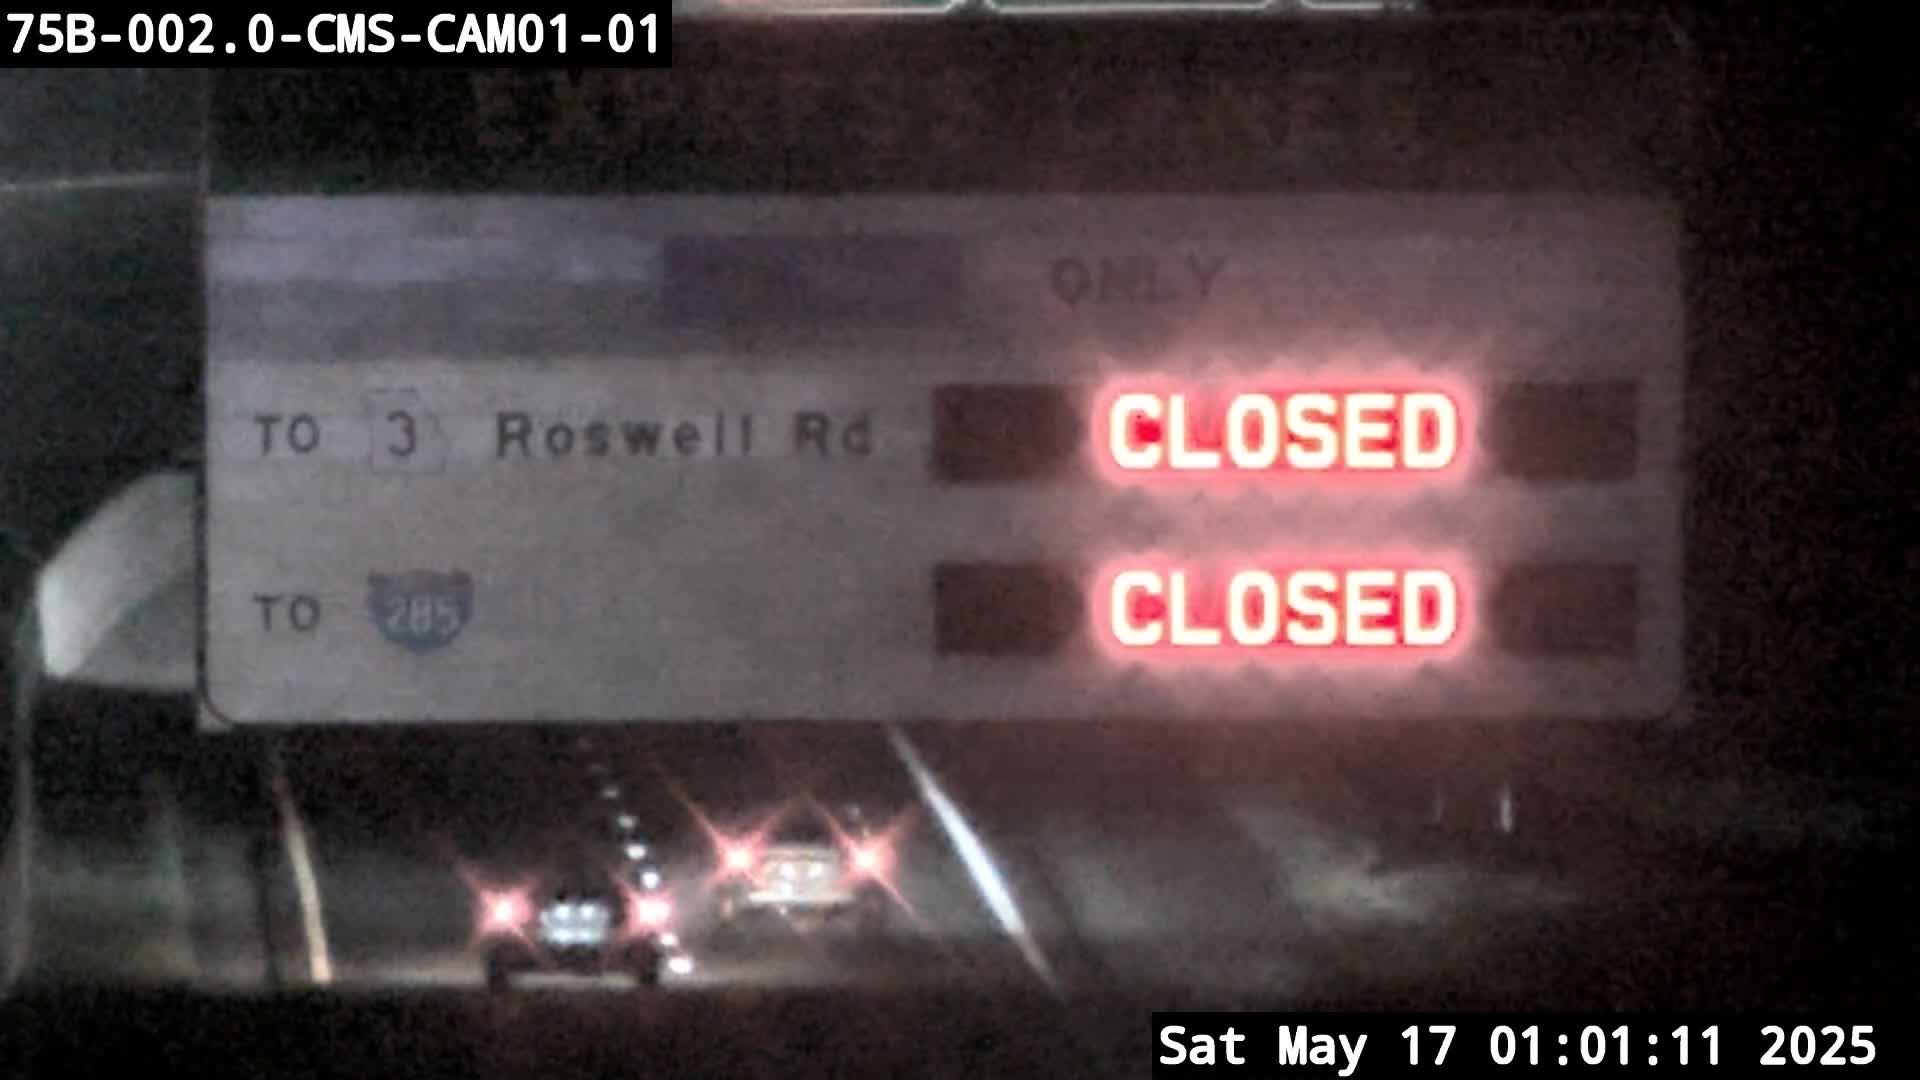 75B-002.0-CMS-CAM01-01
ONLY
TO 3 Roswell Rd CLOSED
TO 285 CLOSED
Sat May 17 01:01:11 2025